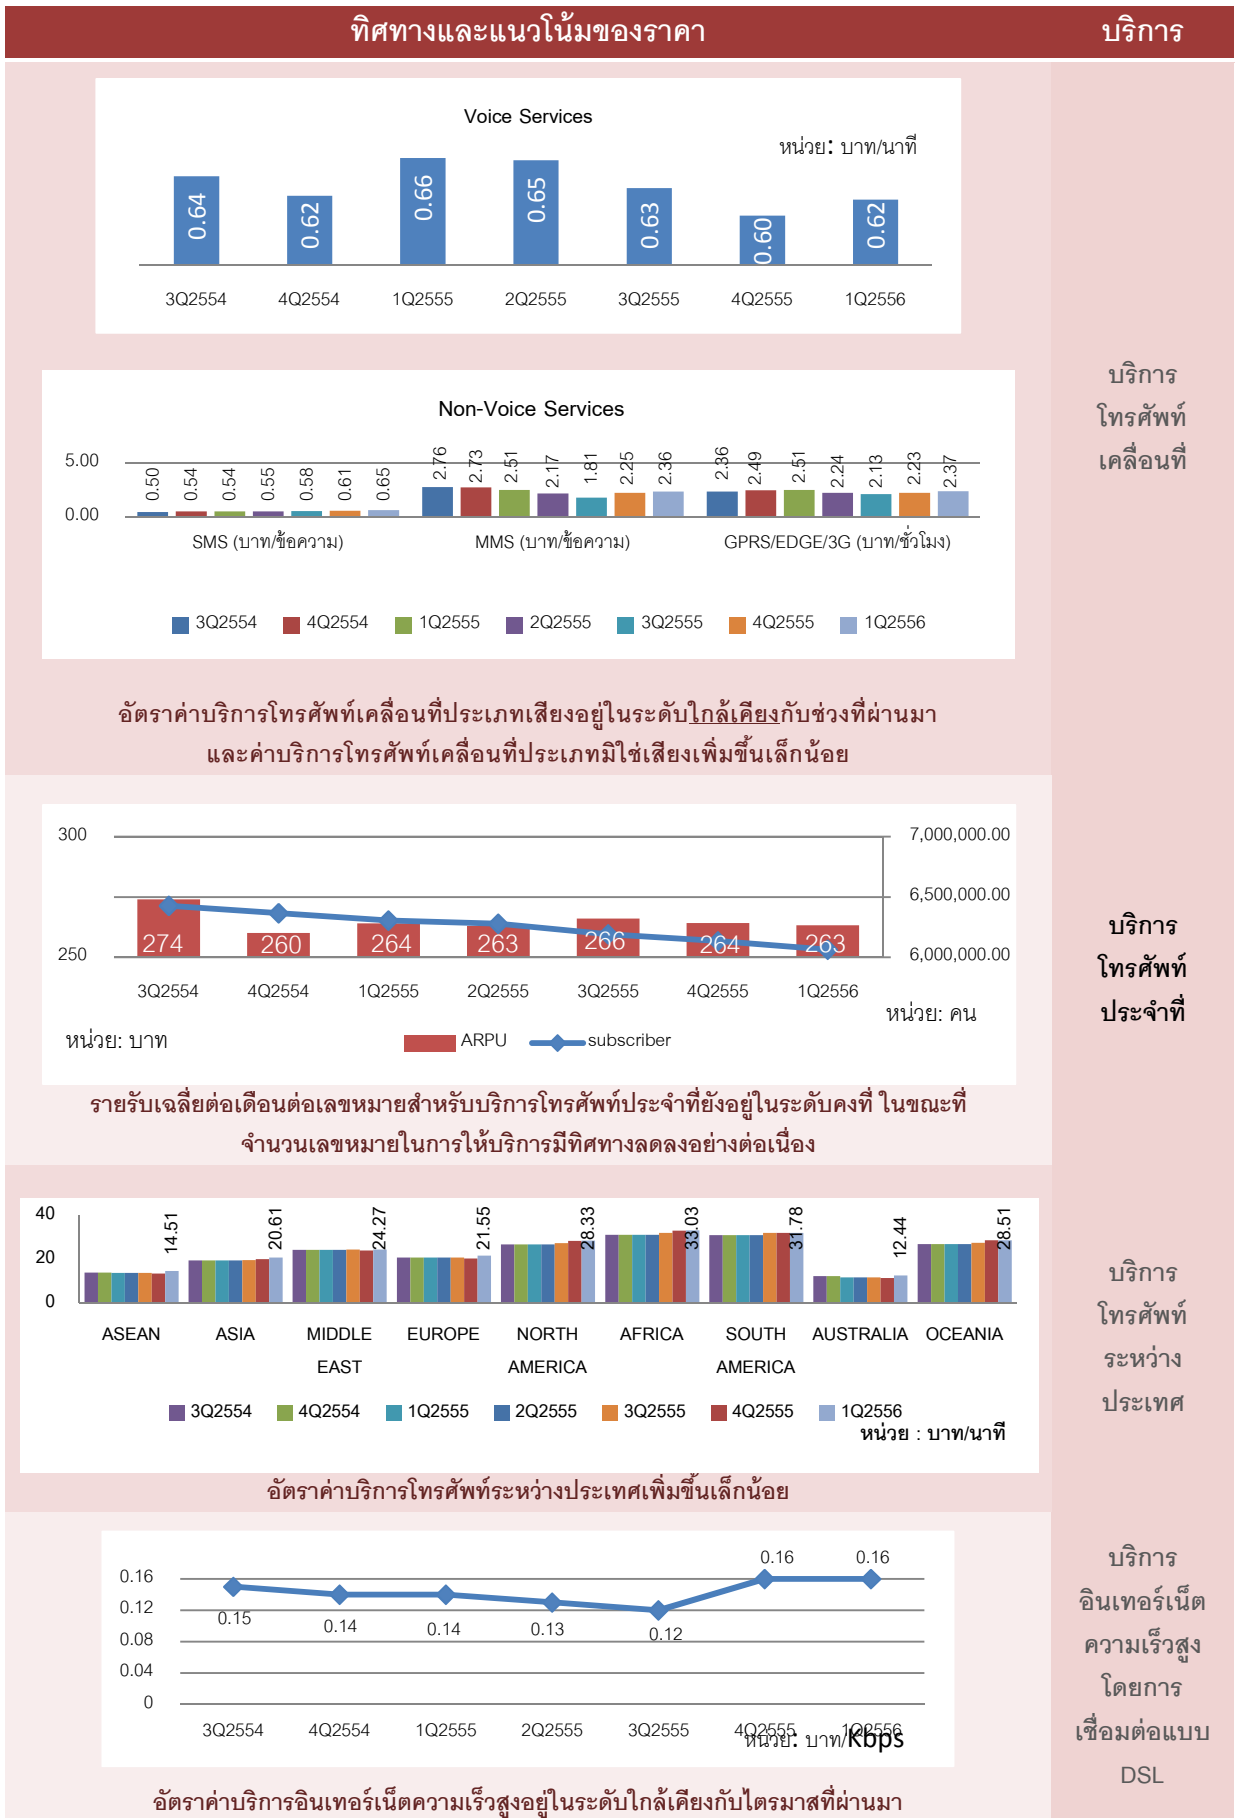 ทิศทางและแนวโน้มของราคา
บริการ
Voice Services
หน่วย: บาท/นาที
0.64 0.62 0.66 0.65 0.63 0.60 0.62
3Q2554 4Q2554 1Q2555 2Q2555 3Q2555 4Q2555 1Q2556
Non-Voice Services
5.00
0.00
0.50 0.54 0.54 0.55 0.58 0.61 0.65 2.76 2.73 2.51 2.17 1.81 2.25 2.36 2.36 2.49 2.51 2.24 2.13 2.23 2.37
SMS (บาท/ข้อความ) MMS (บาท/ข้อความ) GPRS/EDGE/3G (บาท/ชั่วโมง)
3Q2554 4Q2554 1Q2555 2Q2555 3Q2555 4Q2555 1Q2556
อัตราค่าบริการโทรศัพท์เคลื่อนที่ประเภทเสียงอยู่ในระดับใกล้เคียงกับช่วงที่ผ่านมา
และค่าบริการโทรศัพท์เคลื่อนที่ประเภทมิใช่เสียงเพิ่มขึ้นเล็กน้อย
บริการ
โทรศัพท์
เคลื่อนที่
300
250
7,000,000.00
6,500,000.00
6,000,000.00
274 260 264 263 266 264 263
3Q2554 4Q2554 1Q2555 2Q2555 3Q2555 4Q2555 1Q2556
หน่วย: คน
หน่วย: บาท
ARPU subscriber
รายรับเฉลี่ยต่อเดือนต่อเลขหมายสำหรับบริการโทรศัพท์ประจำที่ยังอยู่ในระดับคงที่ ในขณะที่
จำนวนเลขหมายในการให้บริการมีทิศทางลดลงอย่างต่อเนื่อง
บริการ
โทรศัพท์
ประจำที่
40
20
0
14.51 20.61 24.27 21.55 28.33 33.03 31.78 12.44 28.51
ASEAN ASIA MIDDLE EUROPE NORTH AFRICA SOUTH AUSTRALIA OCEANIA
EAST AMERICA AMERICA
3Q2554 4Q2554 1Q2555 2Q2555 3Q2555 4Q2555 1Q2556
หน่วย : บาท/นาที
อัตราค่าบริการโทรศัพท์ระหว่างประเทศเพิ่มขึ้นเล็กน้อย
บริการ
โทรศัพท์
ระหว่าง
ประเทศ
0.16
0.12
0.08
0.04
0
0.15 0.14 0.14 0.13 0.12 0.16 0.16
3Q2554 4Q2554 1Q2555 2Q2555 3Q2555 4Q2555 1Q2556
หน่วย: บาท/Kbps
อัตราค่าบริการอินเทอร์เน็ตความเร็วสูงอยู่ในระดับใกล้เคียงกับไตรมาสที่ผ่านมา
บริการ
อินเทอร์เน็ต
ความเร็วสูง
โดยการ
เชื่อมต่อแบบ
DSL